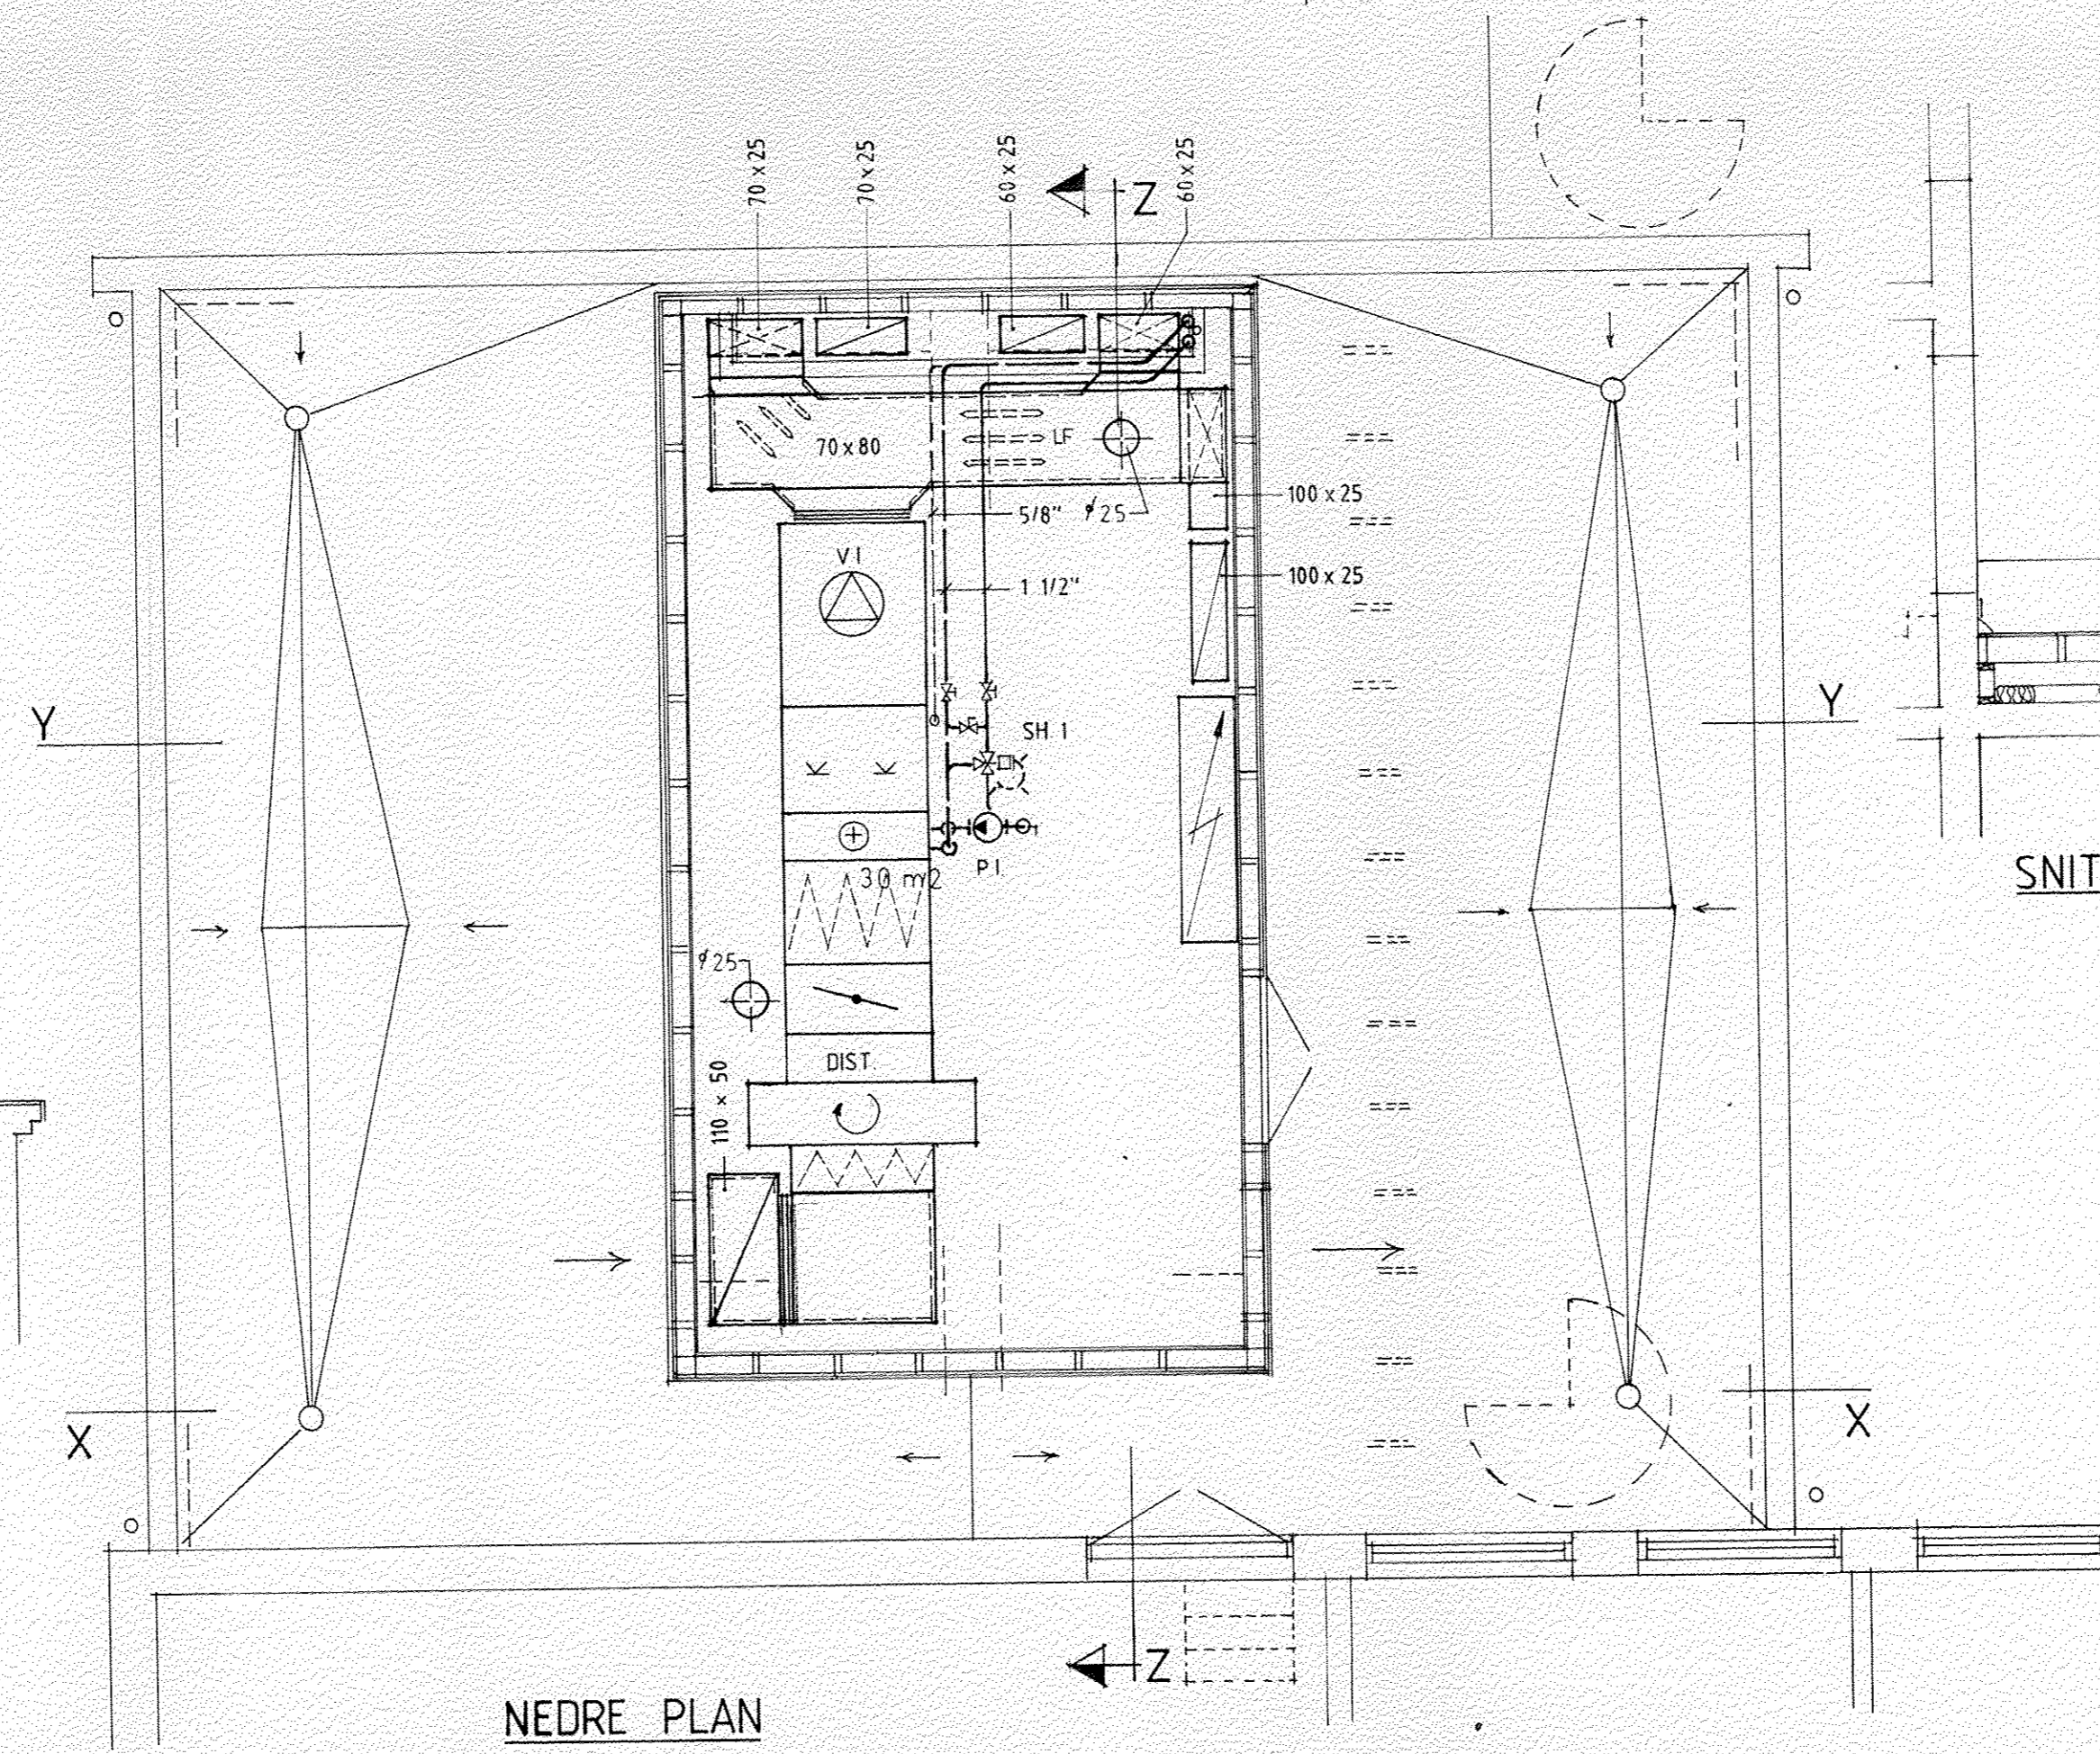 70 x 25
70 x 25
60 x 25
60 x 25
Z
70 x 80
LF
100 x 25
5/8" ø25
V1
1 1/2"
100 x 25
Y
Y
SH 1
P1
30 m2
SNIT
ø25
DIST.
110 x 50
X
X
Z
NEDRE PLAN